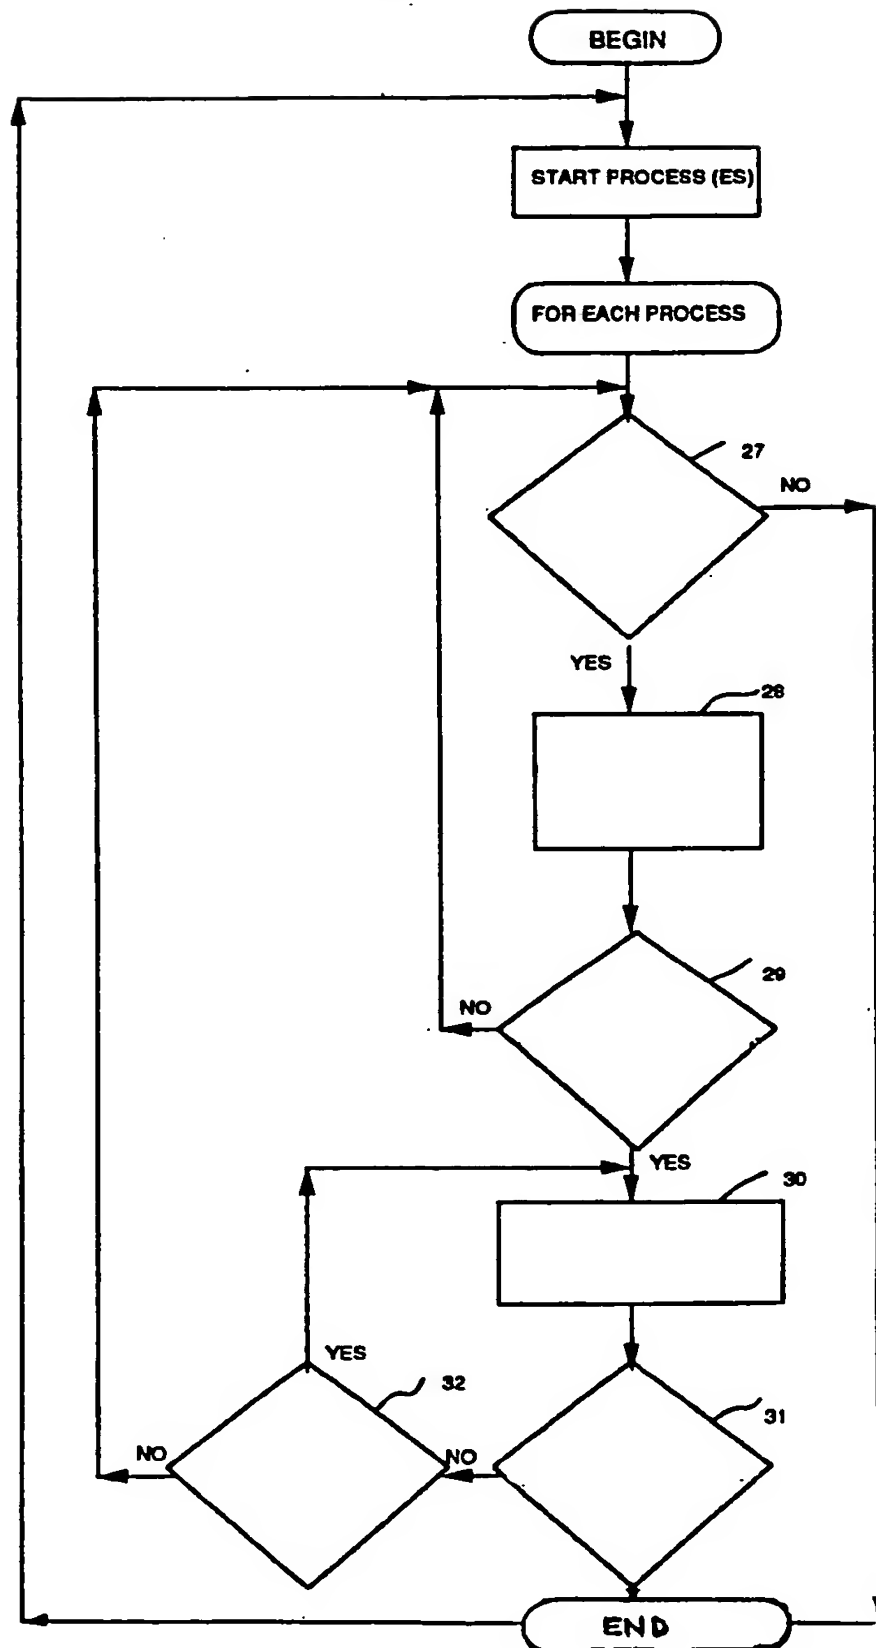 BEGIN
START PROCESS (ES)
FOR EACH PROCESS
27
NO
YES
28
29
NO
YES
30
YES
32
31
NO
NO
END